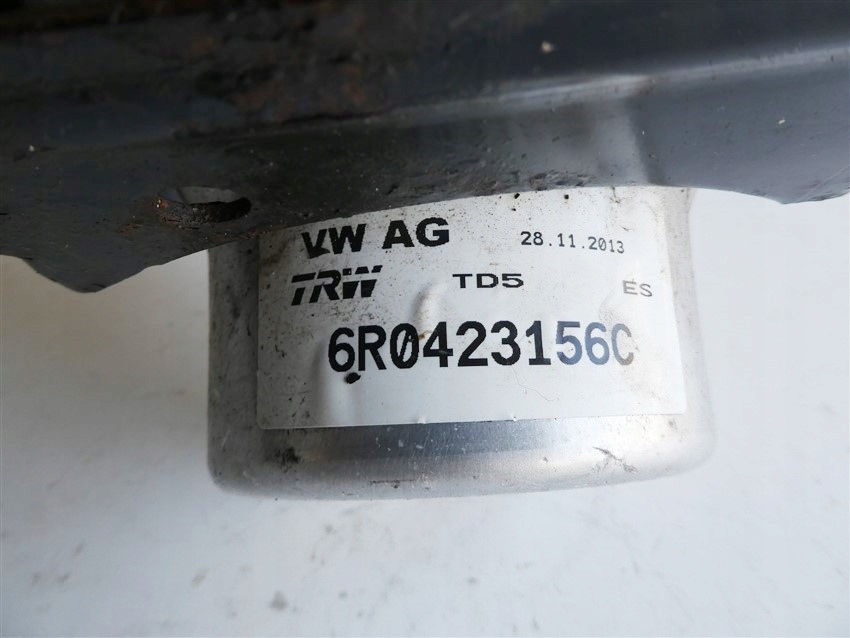 VW AG 28.11.2013
TRW TD5 ES
6R0423156C